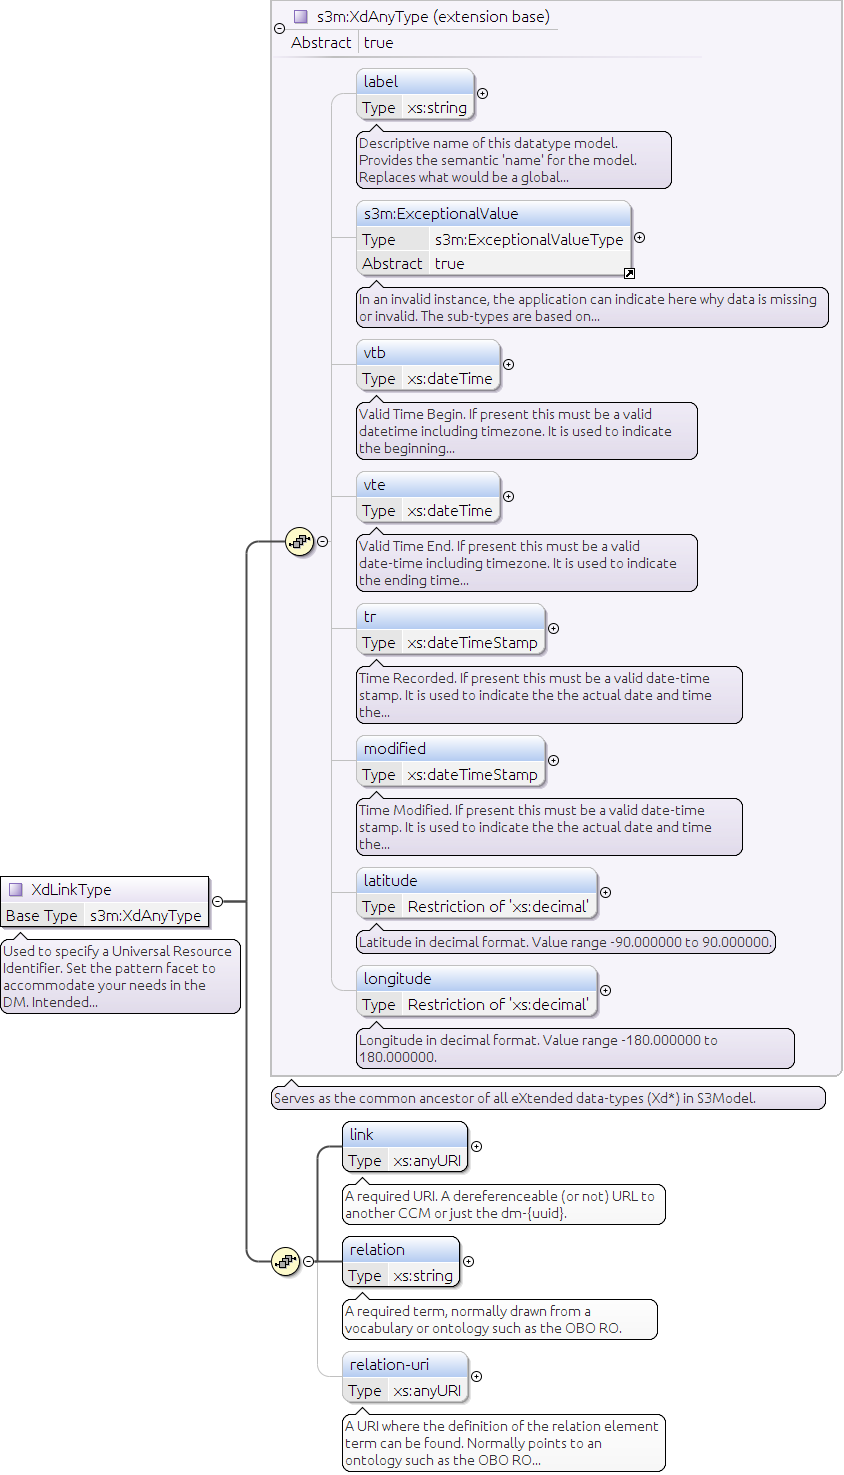 s3m:XdAnyType (extension base)
Abstract true
label
Type xs:string
Descriptive name of this datatype model.
Provides the semantic 'name' for the model.
Replaces what would be a global...
s3m:ExceptionalValue
Type s3m:ExceptionalValueType
Abstract true
In an invalid instance, the application can indicate here why data is missing
or invalid. The sub-types are based on...
vtb
Type xs:dateTime
Valid Time Begin. If present this must be a valid
datetime including timezone. It is used to indicate
the beginning...
vte
Type xs:dateTime
Valid Time End. If present this must be a valid
date-time including timezone. It is used to indicate
the ending time...
tr
Type xs:dateTimeStamp
Time Recorded. If present this must be a valid date-time
stamp. It is used to indicate the the actual date and time
the...
modified
Type xs:dateTimeStamp
Time Modified. If present this must be a valid date-time
stamp. It is used to indicate the the actual date and time
the...
latitude
Type Restriction of 'xs:decimal'
Latitude in decimal format. Value range -90.000000 to 90.000000.
longitude
Type Restriction of 'xs:decimal'
Longitude in decimal format. Value range -180.000000 to
180.000000.
XdLinkType
Base Type s3m:XdAnyType
Used to specify a Universal Resource
Identifier. Set the pattern facet to
accommodate your needs in the
DM. Intended...
Serves as the common ancestor of all eXtended data-types (Xd*) in S3Model.
link
Type xs:anyURI
A required URI. A dereferenceable (or not) URL to
another CCM or just the dm-{uuid}.
relation
Type xs:string
A required term, normally drawn from a
vocabulary or ontology such as the OBO RO.
relation-uri
Type xs:anyURI
A URI where the definition of the relation element
term can be found. Normally points to an
ontology such as the OBO RO...